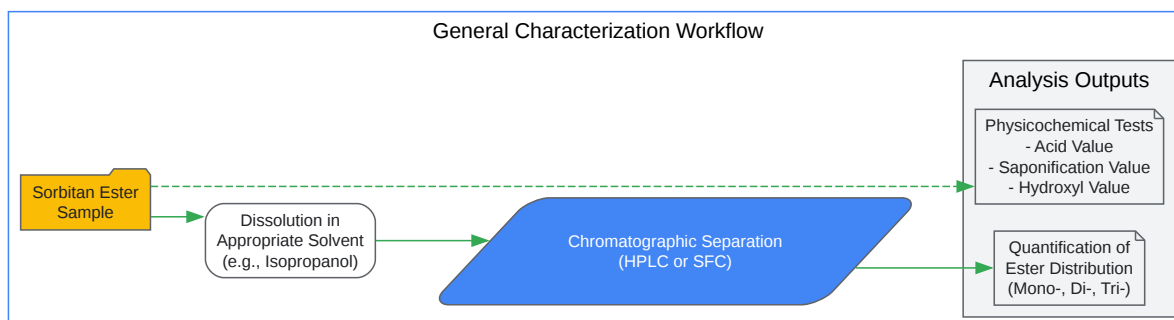 General Characterization Workflow
Sorbitan Ester
Sample
Dissolution in
Appropriate Solvent
(e.g., Isopropanol)
Chromatographic Separation
(HPLC or SFC)
Analysis Outputs
Physicochemical Tests
- Acid Value
- Saponification Value
- Hydroxyl Value
Quantification of
Ester Distribution
(Mono-, Di-, Tri-)